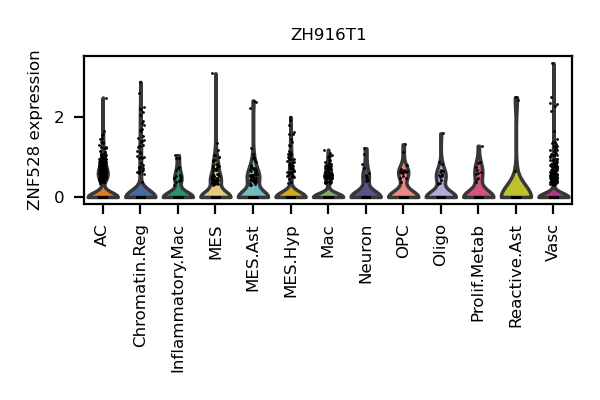 ZH916T1
ZNF528 expression
2
0
AC
Chromatin.Reg
Inflammatory.Mac
MES
MES.Ast
MES.Hyp
Mac
Neuron
OPC
Oligo
Prolif.Metab
Reactive.Ast
Vasc